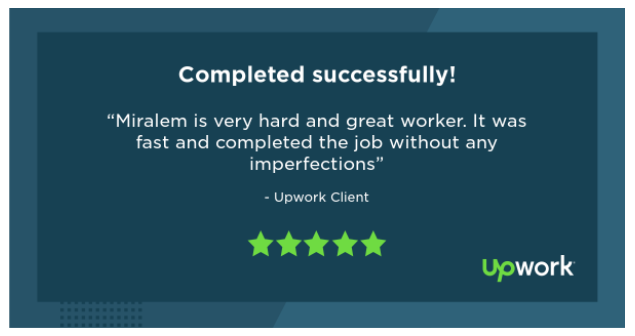 Completed successfully!
“Miralem is very hard and great worker. It was
fast and completed the job without any
imperfections”
- Upwork Client
upwork